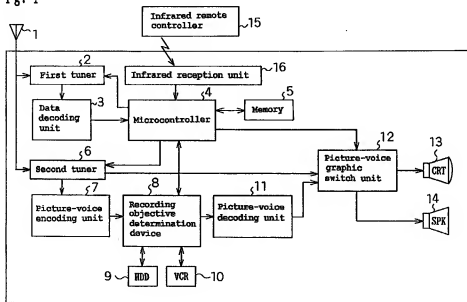 Infrared remote
controller
15
1
2
First tuner
Infrared reception unit
16
3
Data
decoding
unit
4
Microcontroller
5
Memory
6
Second tuner
12
Picture-voice
graphic
switch unit
13
CRT
7
Picture-voice
encoding unit
8
Recording
objective
determination
device
11
Picture-voice
decoding unit
14
SPK
9
HDD
VCR
10